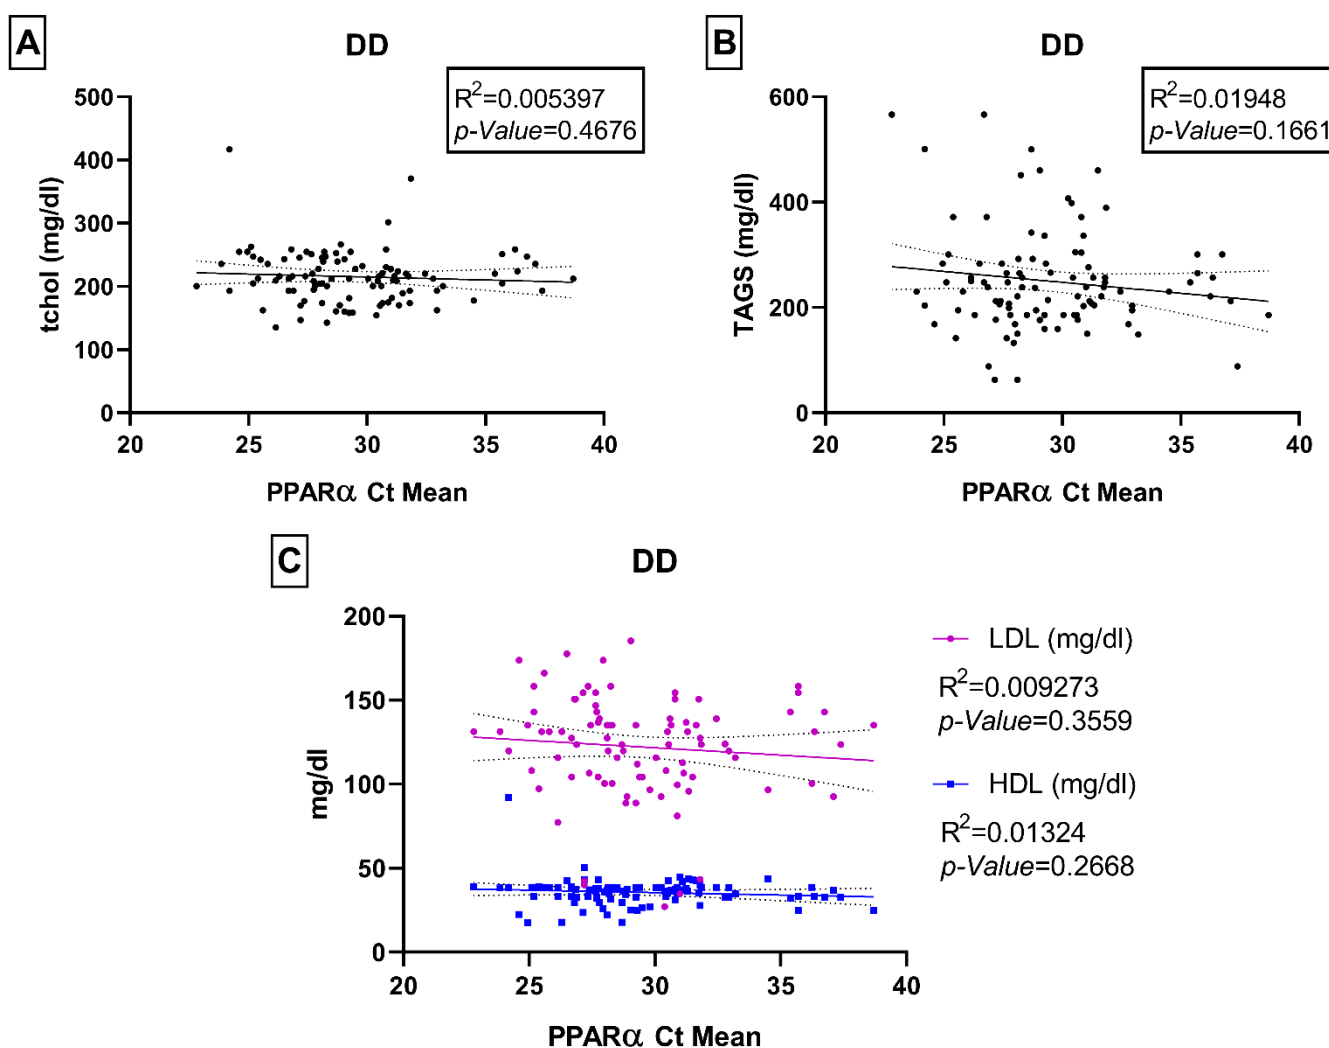 A
DD
R²=0.005397
p-Value=0.4676
500
400
300
200
100
0
tchol (mg/dl)
20 25 30 35 40
PPARα Ct Mean
B
DD
R²=0.01948
p-Value=0.1661
600
400
200
0
TAGS (mg/dl)
20 25 30 35 40
PPARα Ct Mean
C
DD
200
150
100
50
0
mg/dl
20 25 30 35 40
PPARα Ct Mean
LDL (mg/dl)
R²=0.009273
p-Value=0.3559
HDL (mg/dl)
R²=0.01324
p-Value=0.2668